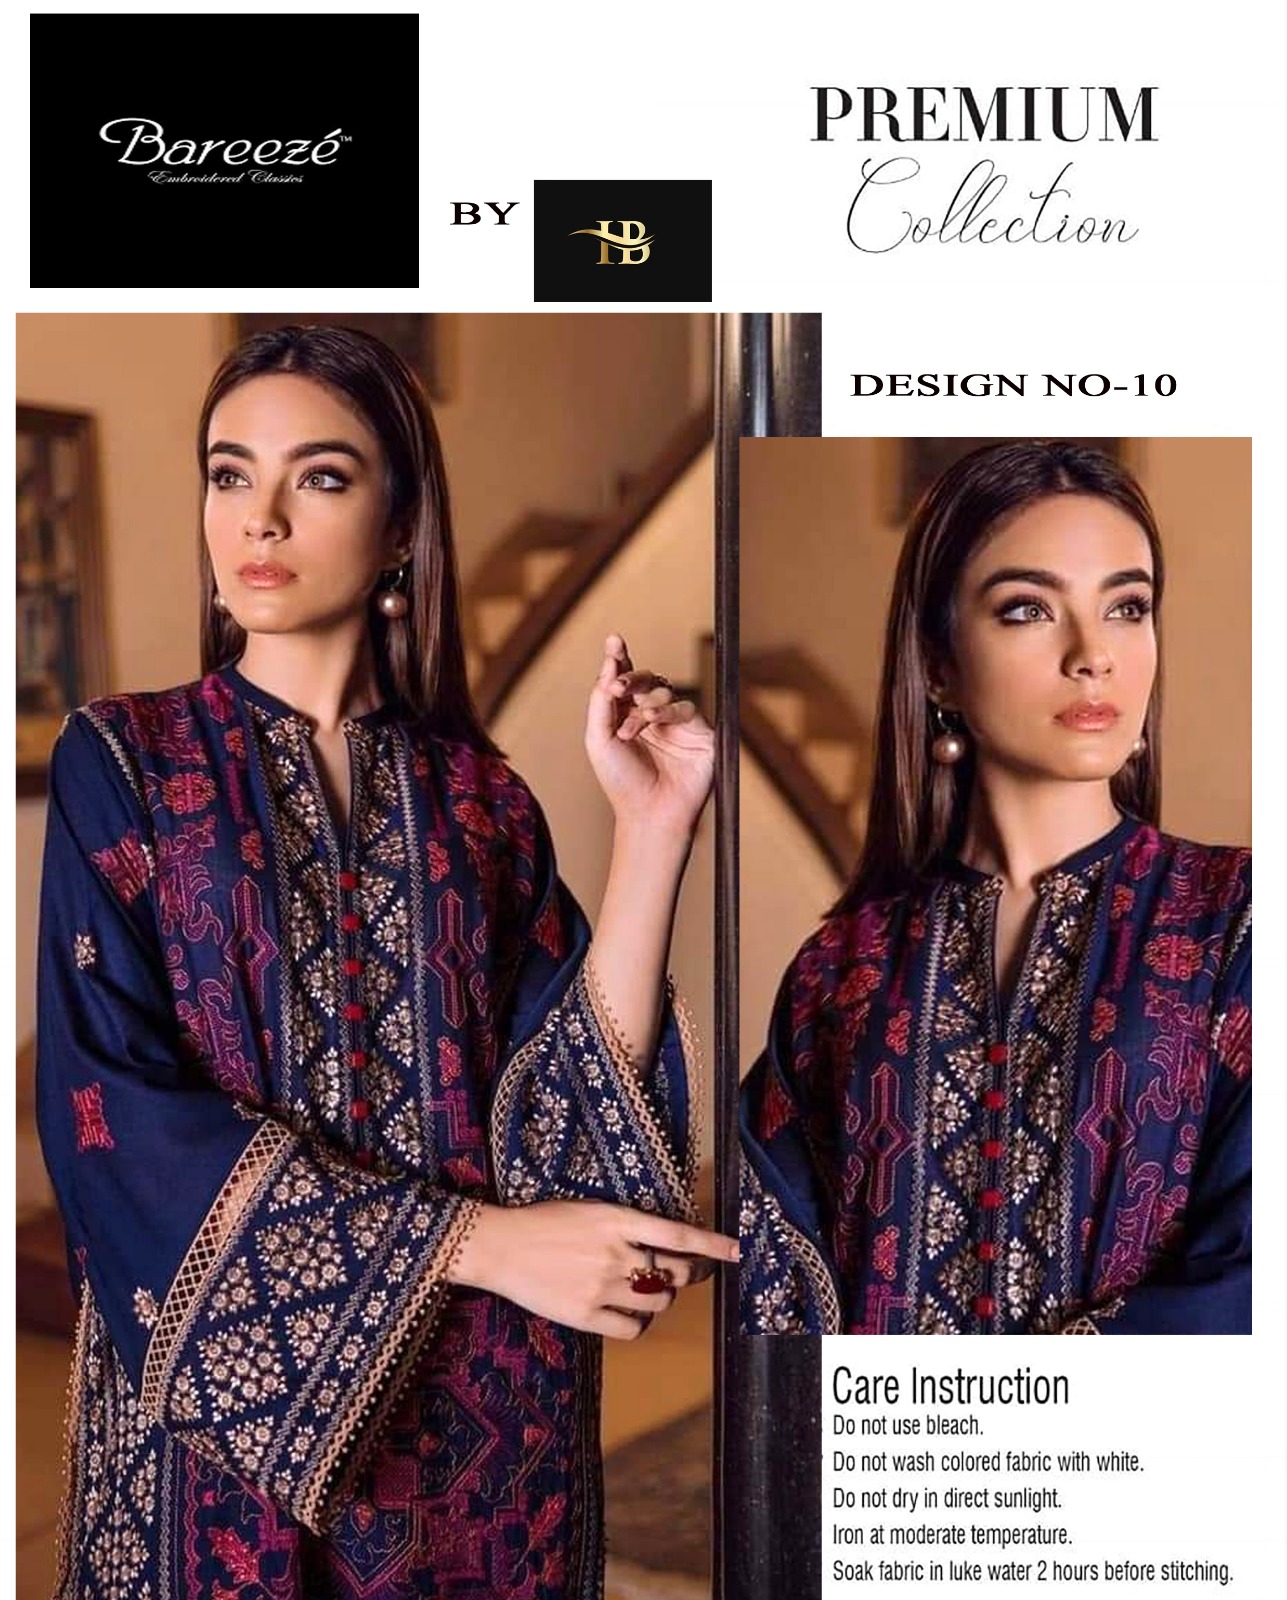 Bareezé™
Embroidered Classics
BY
HB
PREMIUM
Collection
DESIGN NO-10
Care Instruction
Do not use bleach.
Do not wash colored fabric with white.
Do not dry in direct sunlight.
Iron at moderate temperature.
Soak fabric in luke water 2 hours before stitching.